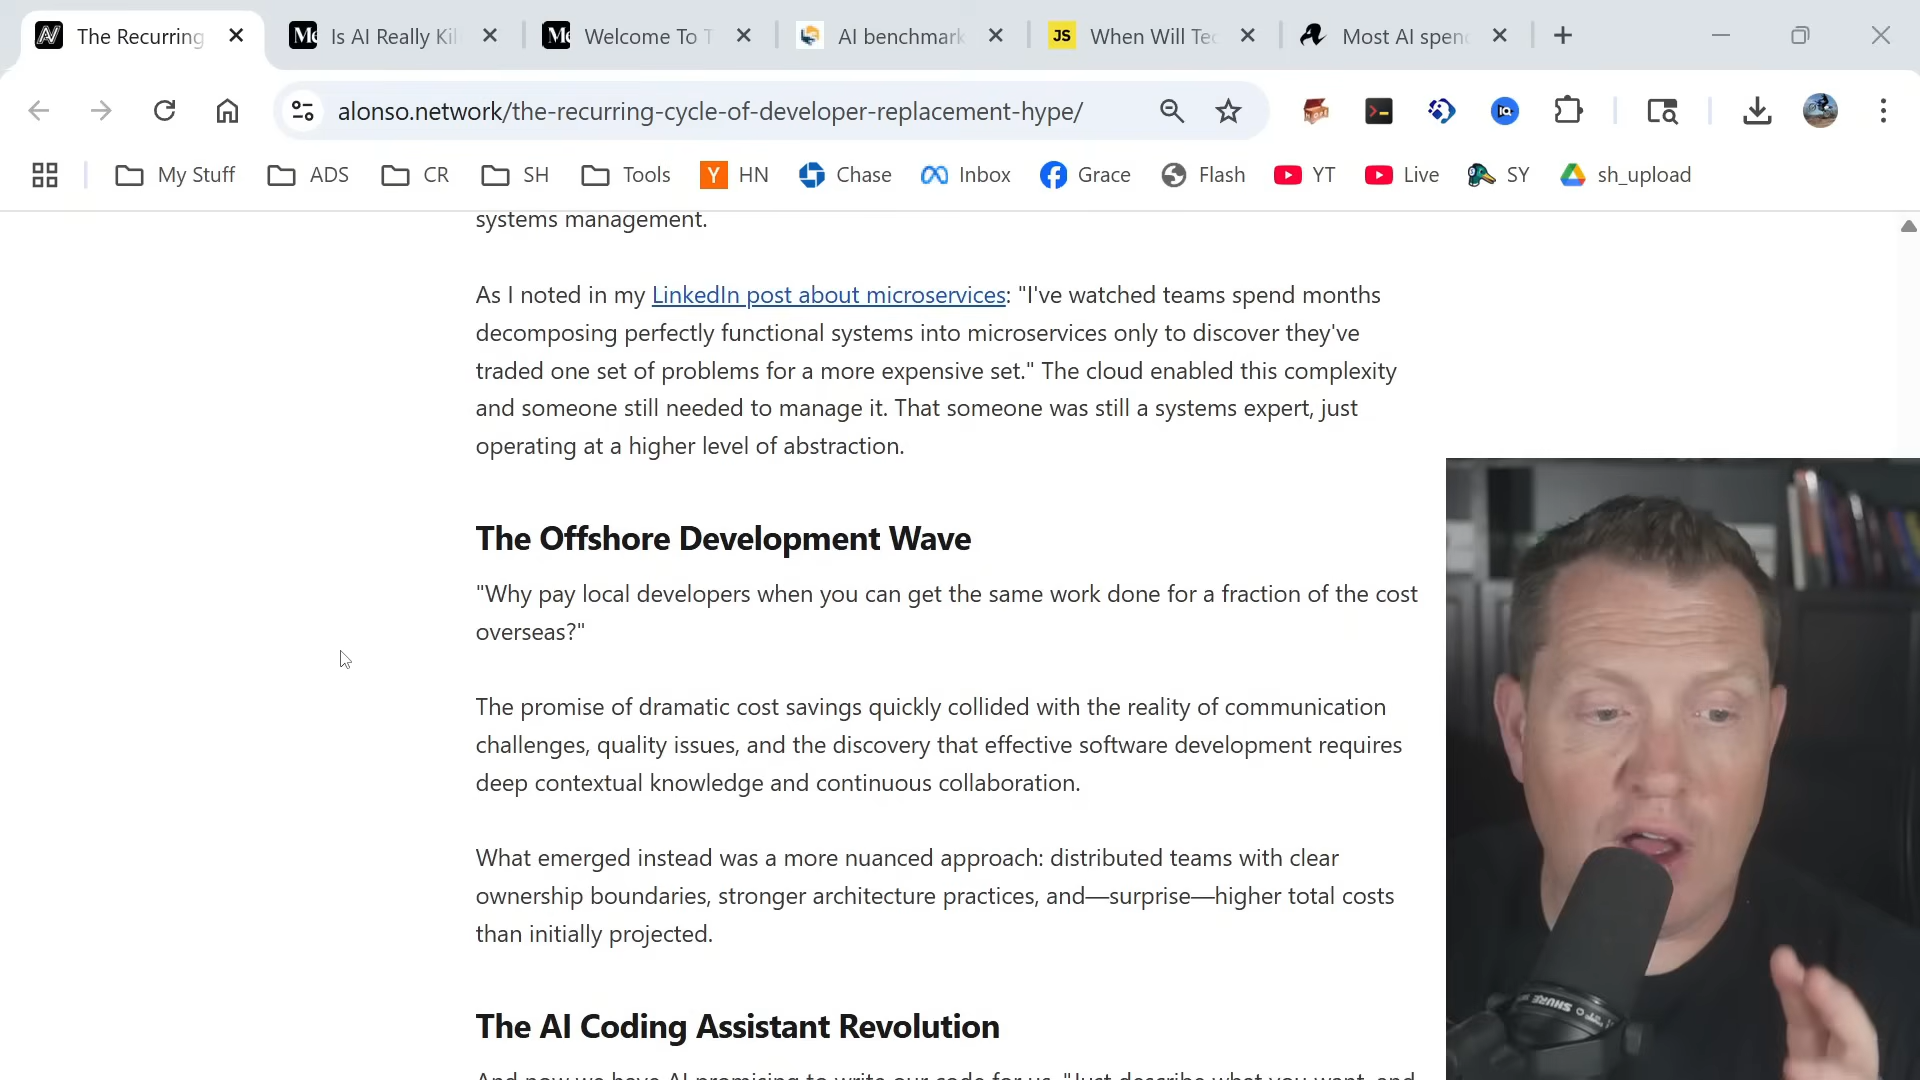 The Recurring
Is AI Really Kil
Welcome To T
AI benchmark
JS When Will Tec
Most AI spen
alonso.network/the-recurring-cycle-of-developer-replacement-hype/
My Stuff ADS CR SH Tools Y HN Chase Inbox Grace Flash YT Live SY sh_upload
systems management.
As I noted in my LinkedIn post about microservices: "I've watched teams spend months
decomposing perfectly functional systems into microservices only to discover they've
traded one set of problems for a more expensive set." The cloud enabled this complexity
and someone still needed to manage it. That someone was still a systems expert, just
operating at a higher level of abstraction.
The Offshore Development Wave
"Why pay local developers when you can get the same work done for a fraction of the cost
overseas?"
The promise of dramatic cost savings quickly collided with the reality of communication
challenges, quality issues, and the discovery that effective software development requires
deep contextual knowledge and continuous collaboration.
What emerged instead was a more nuanced approach: distributed teams with clear
ownership boundaries, stronger architecture practices, and—surprise—higher total costs
than initially projected.
The AI Coding Assistant Revolution
And now we have AI promising to write our code for us. "Just describe what you want, and
SHURE